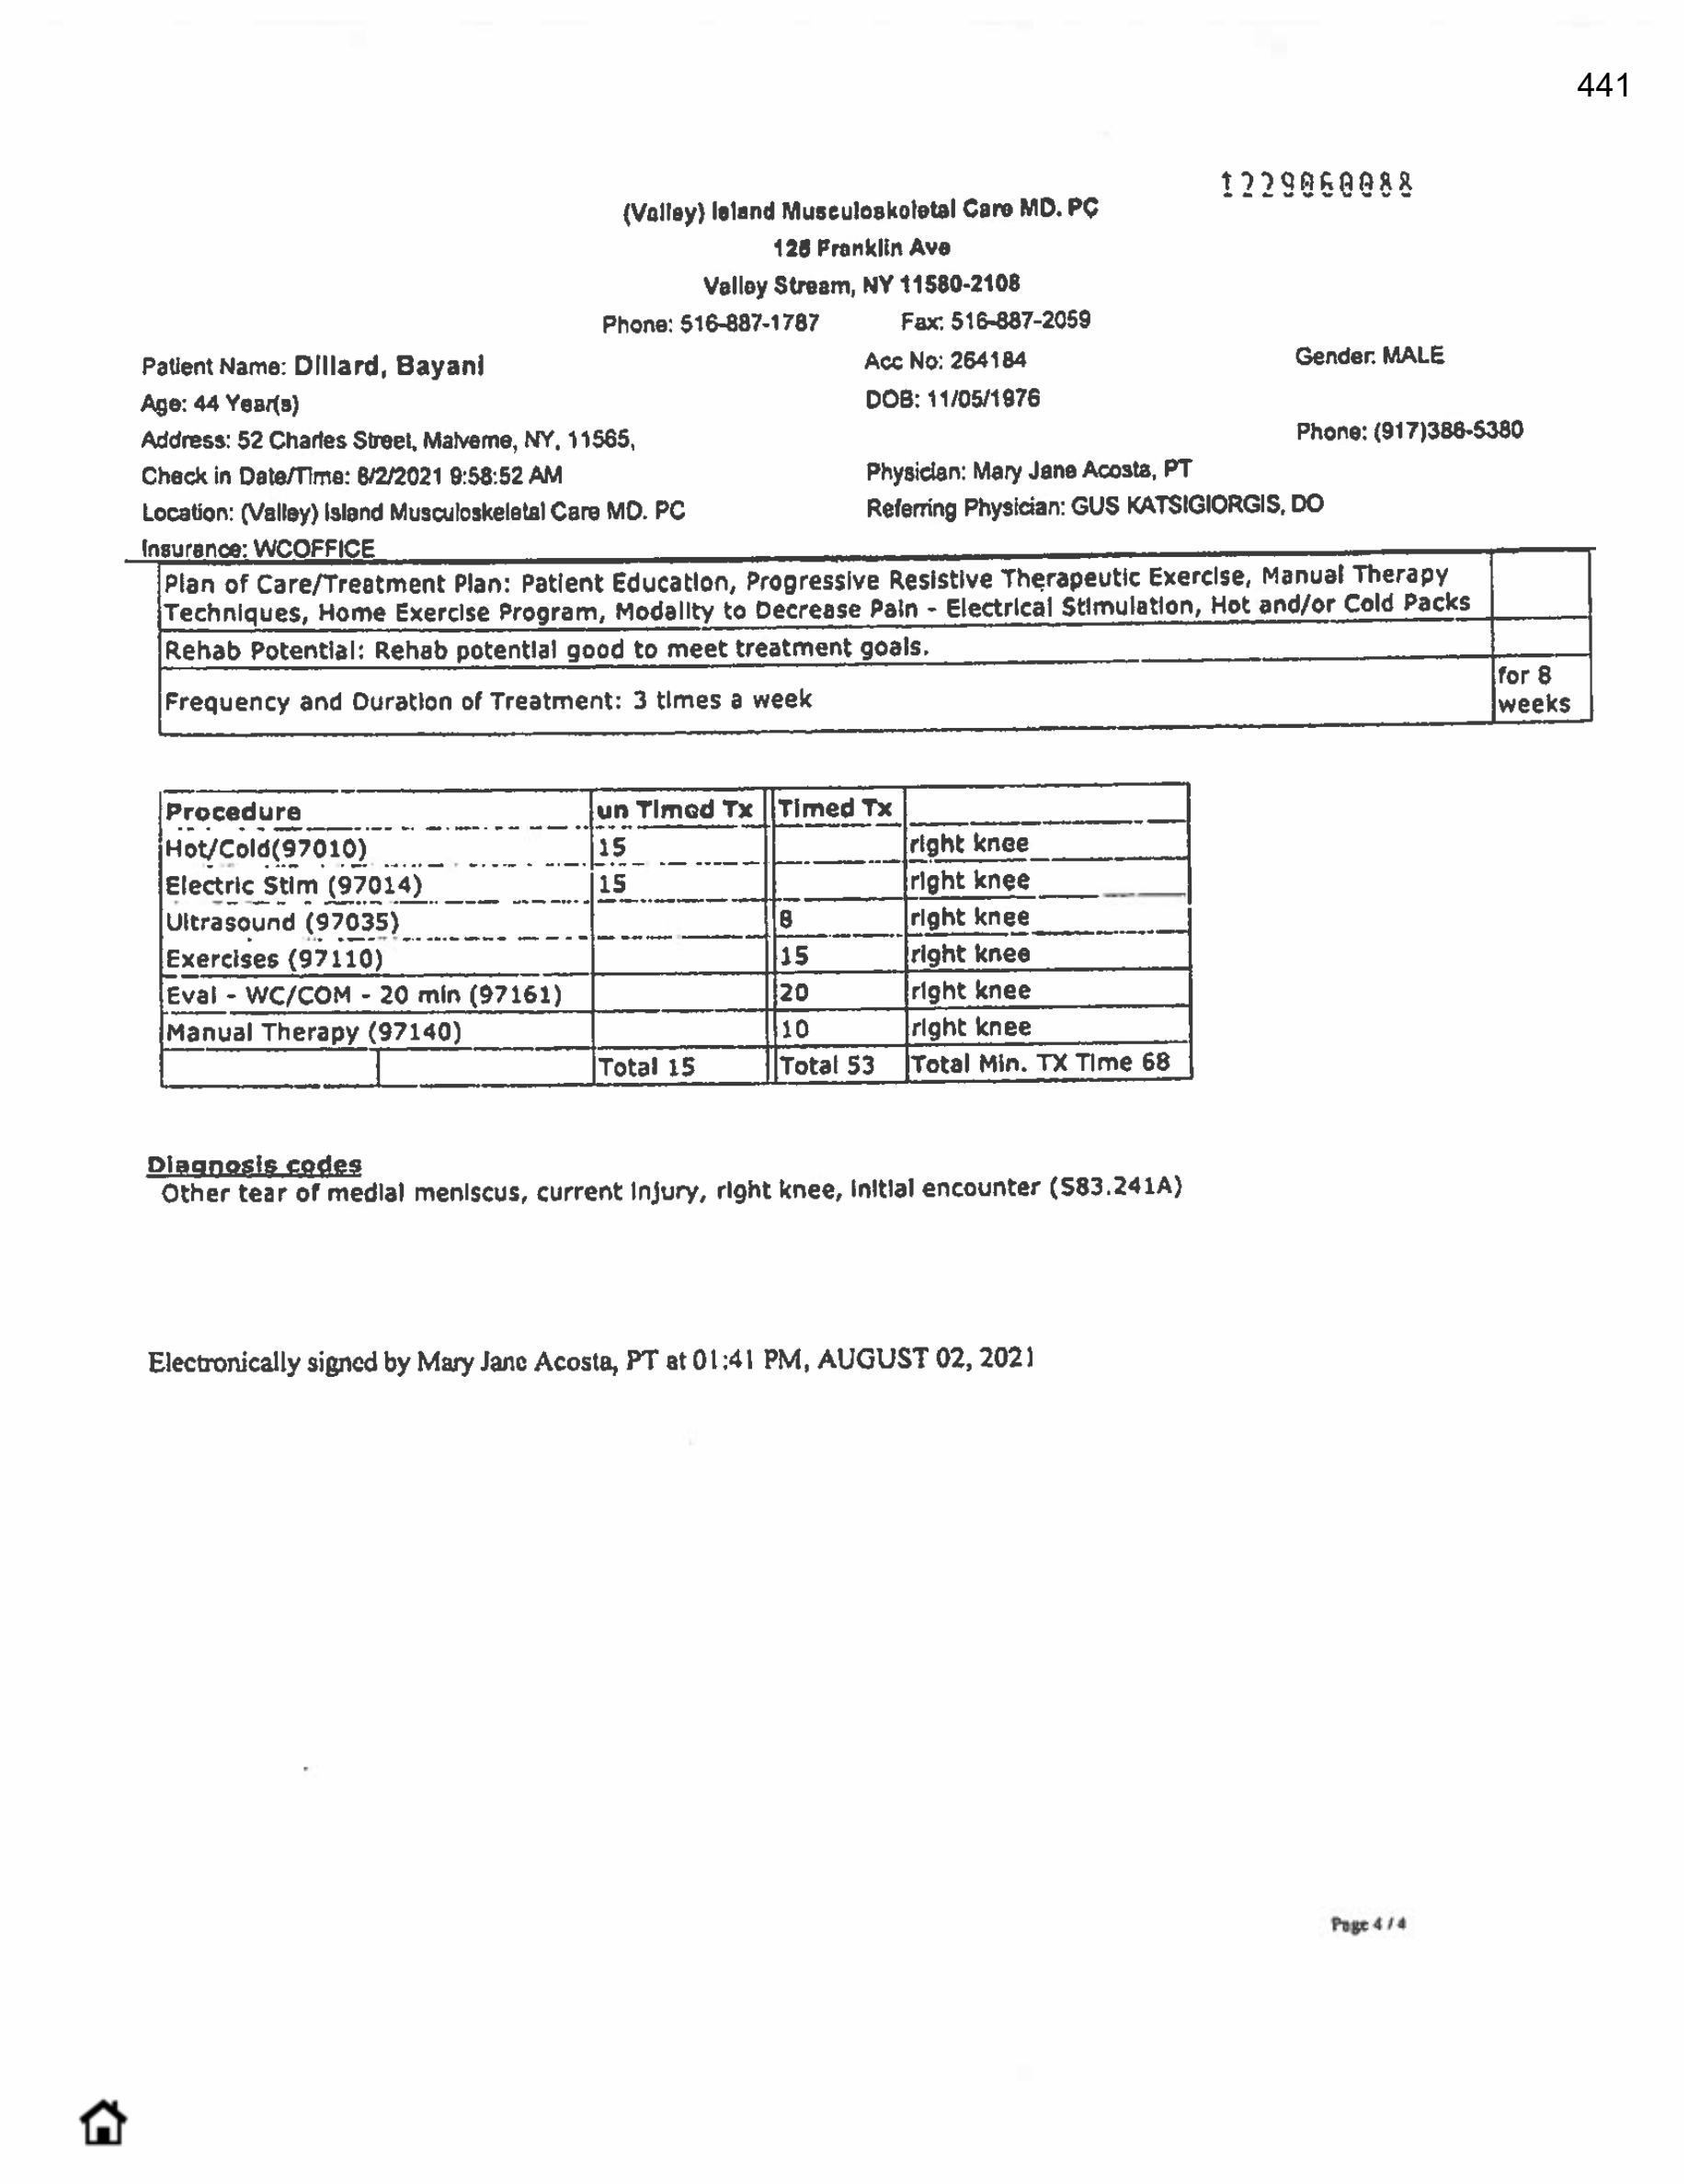 441
1229060088
(Valley) Island Musculoskeletal Care MD. PC
126 Franklin Ave
Valley Stream, NY 11580-2108
Phone: 516-887-1787 Fax: 516-887-2059
Patient Name: Dillard, Bayani Acc No: 264184 Gender: MALE
Age: 44 Year(s) DOB: 11/05/1976
Address: 52 Charles Street, Malverne, NY, 11565, Phone: (917)386-5380
Check in Date/Time: 8/2/2021 9:58:52 AM Physician: Mary Jane Acosta, PT
Location: (Valley) Island Musculoskeletal Care MD. PC Referring Physician: GUS KATSIGIORGIS, DO
Insurance: WCOFFICE
Plan of Care/Treatment Plan: Patient Education, Progressive Resistive Therapeutic Exercise, Manual Therapy
Techniques, Home Exercise Program, Modality to Decrease Pain - Electrical Stimulation, Hot and/or Cold Packs
Rehab Potential: Rehab potential good to meet treatment goals.
Frequency and Duration of Treatment: 3 times a week for 8 weeks
Procedure un Timed Tx Timed Tx
Hot/Cold(97010) 15 right knee
Electric Stim (97014) 15 right knee
Ultrasound (97035) 8 right knee
Exercises (97110) 15 right knee
Eval - WC/COM - 20 min (97161) 20 right knee
Manual Therapy (97140) 10 right knee
Total 15 Total 53 Total Min. TX Time 68
Diagnosis codes
Other tear of medial meniscus, current injury, right knee, initial encounter (S83.241A)
Electronically signed by Mary Jane Acosta, PT at 01:41 PM, AUGUST 02, 2021
Page 4 / 4